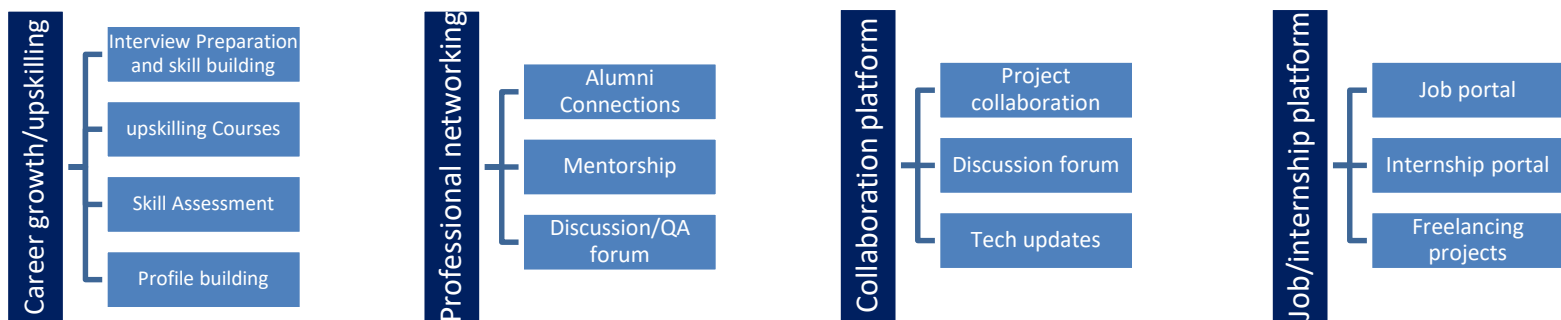 Career growth/upskilling
Interview Preparation
and skill building
upskilling Courses
Skill Assessment
Profile building
Professional networking
Alumni
Connections
Mentorship
Discussion/QA
forum
Collaboration platform
Project
collaboration
Discussion forum
Tech updates
Job/internship platform
Job portal
Internship portal
Freelancing
projects